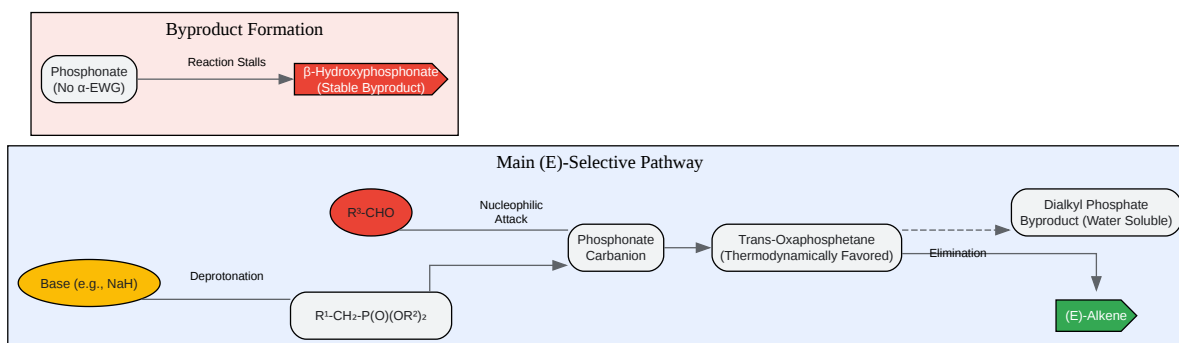 Byproduct Formation
Phosphonate
(No α-EWG)
Reaction Stalls
β-Hydroxyphosphonate
(Stable Byproduct)
Main (E)-Selective Pathway
R³-CHO
Nucleophilic
Attack
Dialkyl Phosphate
Byproduct (Water Soluble)
Phosphonate
Carbanion
Trans-Oxaphosphetane
(Thermodynamically Favored)
Elimination
Base (e.g., NaH)
Deprotonation
R¹-CH₂-P(O)(OR²)₂
(E)-Alkene